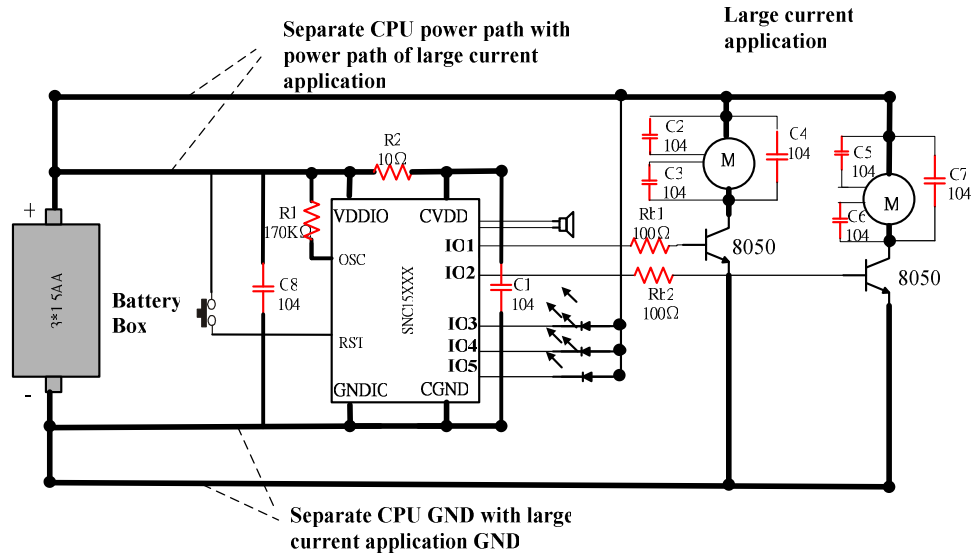 Separate CPU power path with
power path of large current
application
Large current
application
R2
10Ω
C2
104
C4
104
M
C3
104
C5
104
C7
104
M
C6
104
+
R1
170KΩ
VDDIO
CVDD
OSC
IO1
Rb1
100Ω
8050
IO2
Rb2
100Ω
8050
3*1.5AA
Battery
Box
C8
104
SNC15XXX
C1
104
IO3
RST
IO4
IO5
GNDIC
CGND
-
Separate CPU GND with large
current application GND